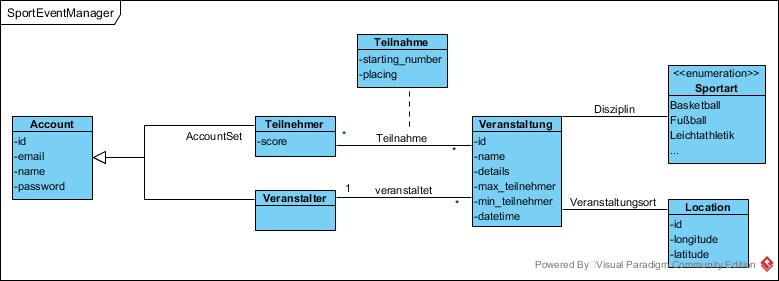 SportEventManager
Teilnahme
-starting_number
-placing
<<enumeration>>
Sportart
Basketball
Fußball
Leichtathletik
...
Disziplin
Account
-id
-email
-name
-password
AccountSet
Teilnehmer
-score
*
Teilnahme
*
Veranstaltung
-id
-name
-details
-max_teilnehmer
-min_teilnehmer
-datetime
Veranstalter
1
veranstaltet
*
Veranstaltungsort
Location
-id
-longitude
-latitude
Powered By Visual Paradigm Community Edition